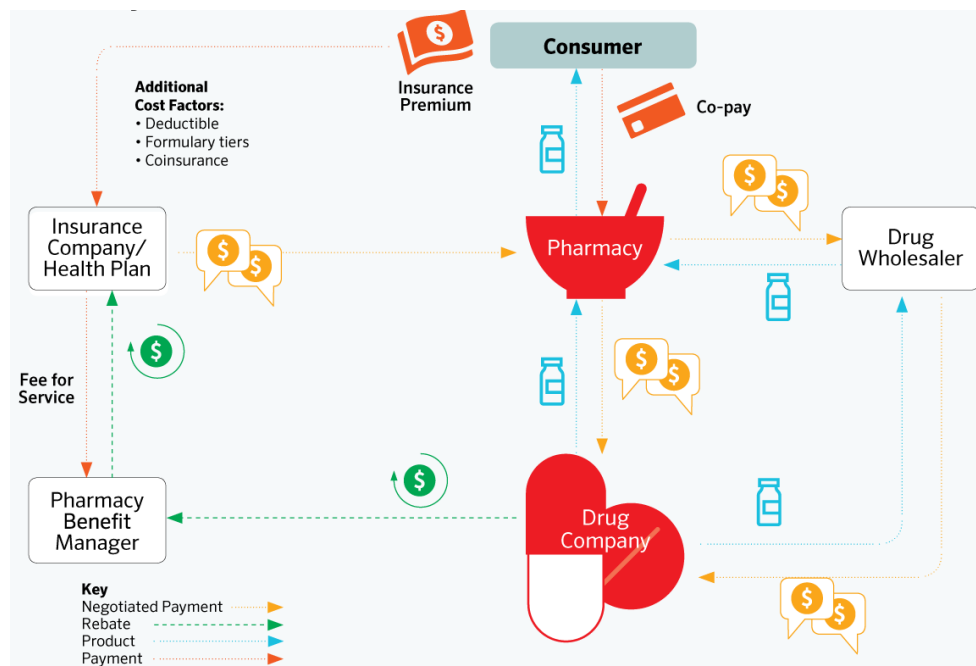 Consumer
Insurance
Premium
Additional
Cost Factors:
• Deductible
• Formulary tiers
• Coinsurance
Co-pay
Insurance
Company/
Health Plan
$
$
$
Pharmacy
$
$
Drug
Wholesaler
$
Fee for
Service
$
$
Pharmacy
Benefit
Manager
$
Drug
Company
$
$
Key
Negotiated Payment
Rebate
Product
Payment